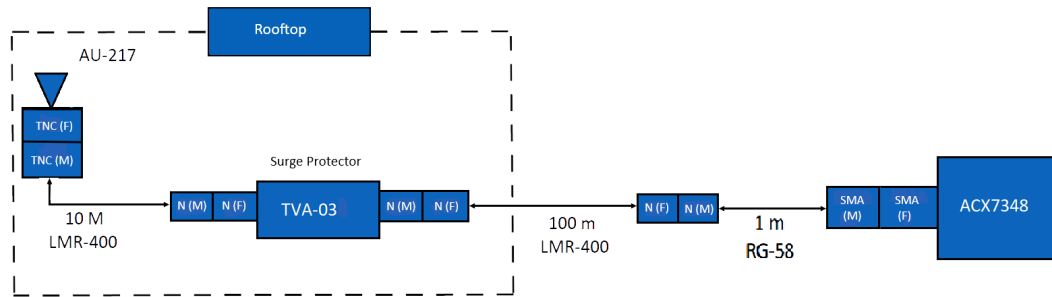 Rooftop
AU-217
TNC (F)
TNC (M)
Surge Protector
N (M)
N (F)
TVA-03
N (M)
N (F)
10 M
LMR-400
100 m
LMR-400
N (F)
N (M)
1 m
RG-58
SMA
(M)
SMA
(F)
ACX7348